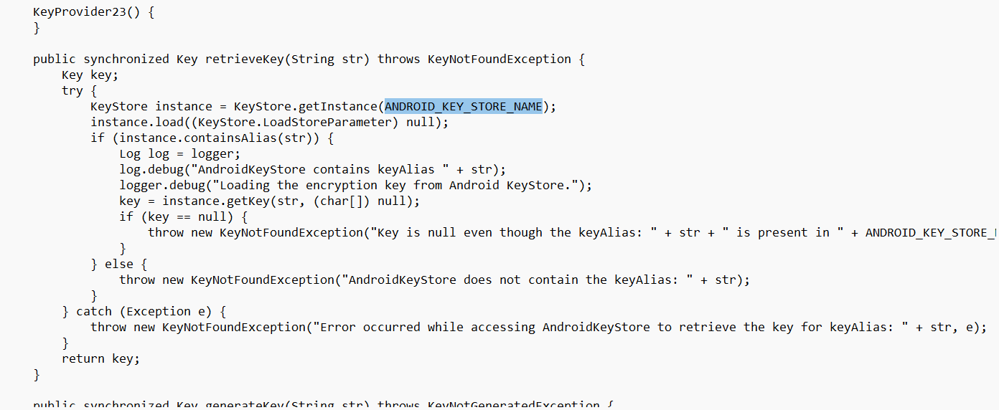 KeyProvider23() {
}
public synchronized Key retrieveKey(String str) throws KeyNotFoundException {
Key key;
try {
KeyStore instance = KeyStore.getInstance(ANDROID_KEY_STORE_NAME);
instance.load((KeyStore.LoadStoreParameter) null);
if (instance.containsAlias(str)) {
Log log = logger;
log.debug("AndroidKeyStore contains keyAlias " + str);
logger.debug("Loading the encryption key from Android KeyStore.");
key = instance.getKey(str, (char[]) null);
if (key == null) {
throw new KeyNotFoundException("Key is null even though the keyAlias: " + str + " is present in " + ANDROID_KEY_STORE_
}
} else {
throw new KeyNotFoundException("AndroidKeyStore does not contain the keyAlias: " + str);
}
} catch (Exception e) {
throw new KeyNotFoundException("Error occurred while accessing AndroidKeyStore to retrieve the key for keyAlias: " + str, e);
}
return key;
}
public synchronized Key generateKey(String str) throws KeyNotGeneratedException {